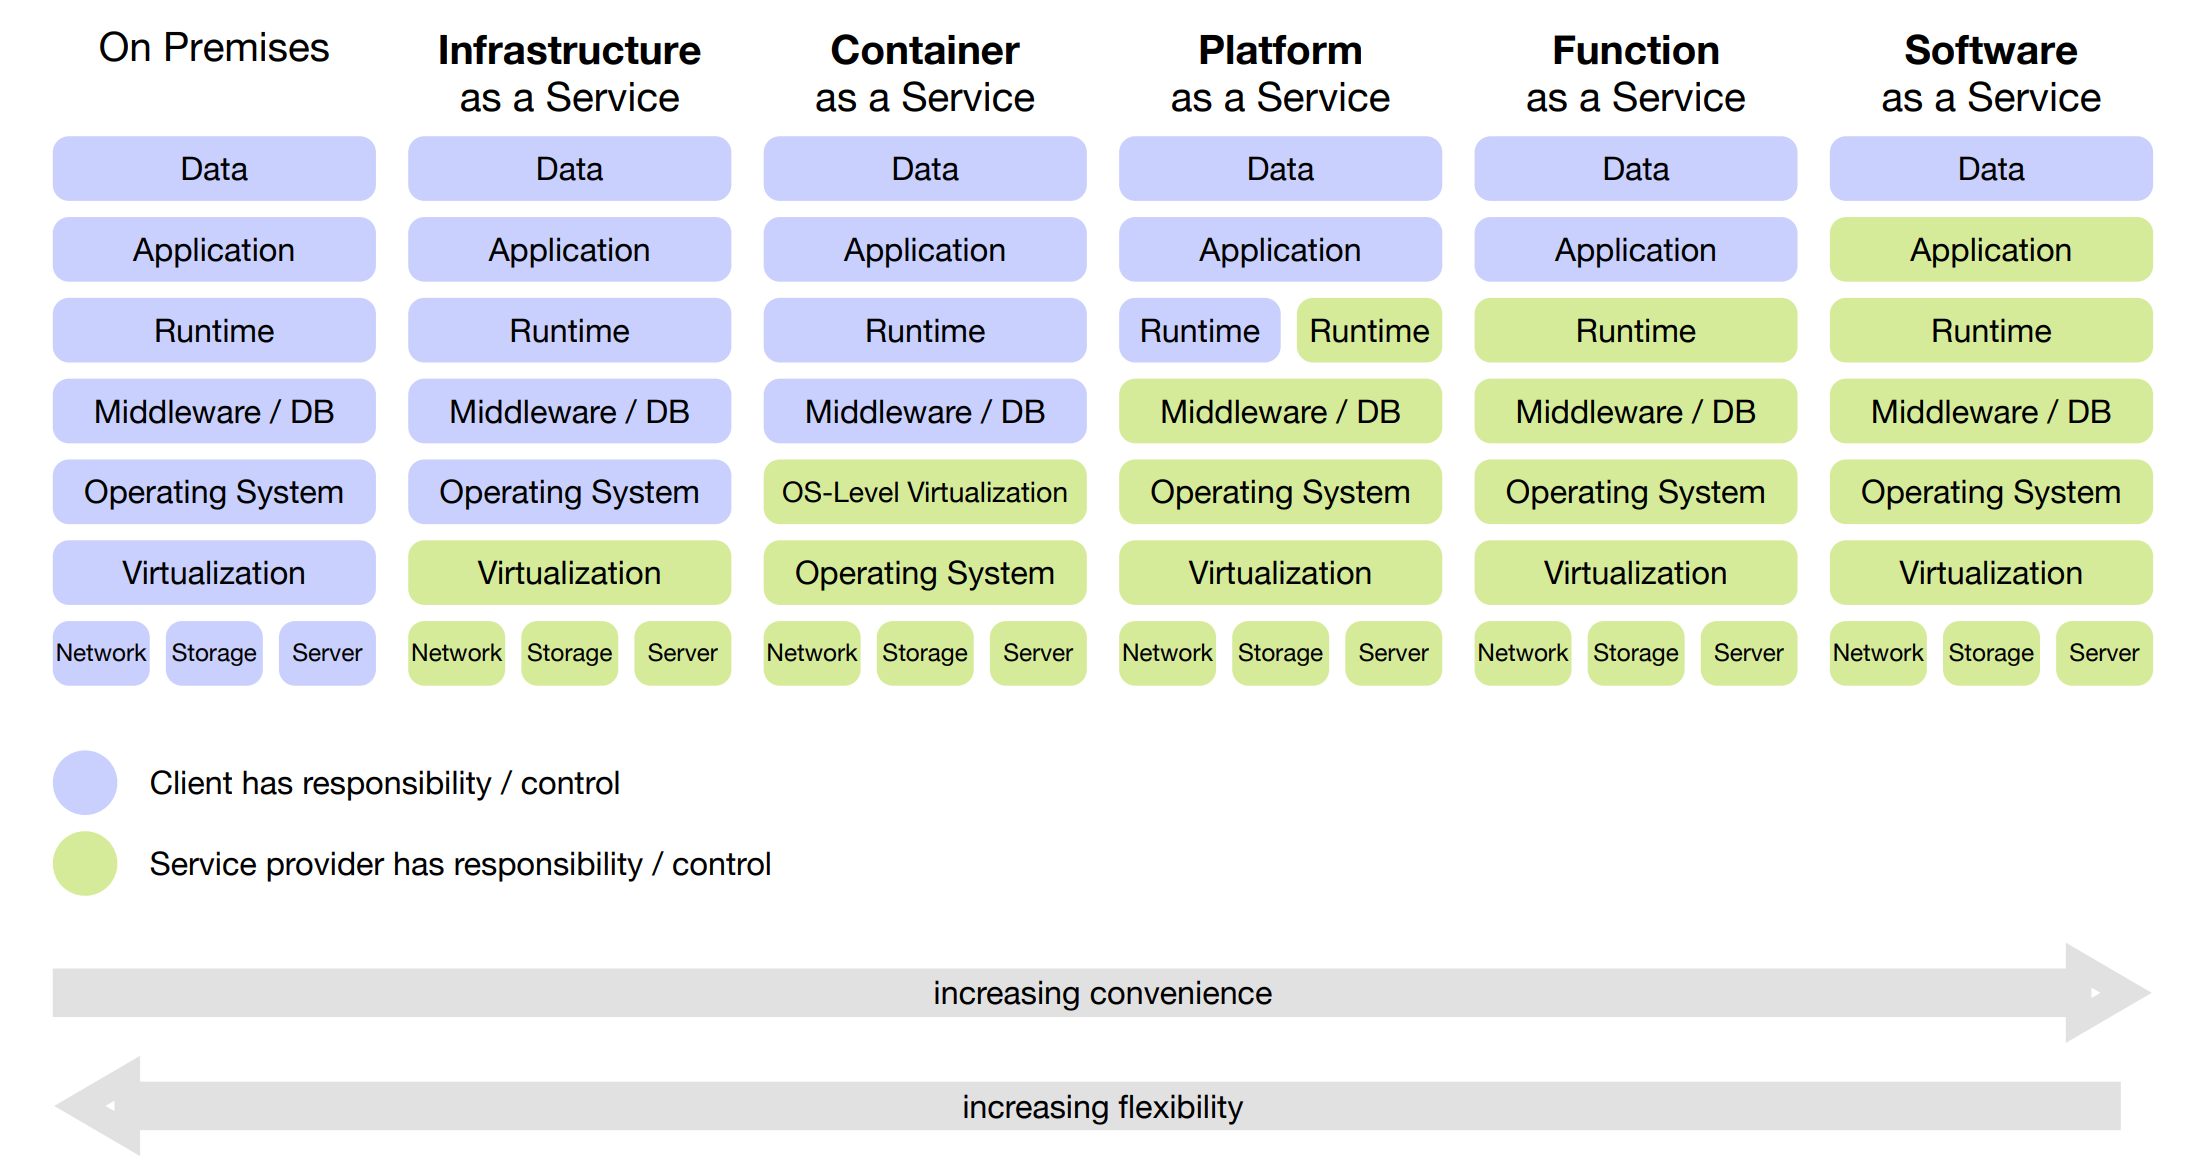 On Premises
Infrastructure
as a Service
Container
as a Service
Platform
as a Service
Function
as a Service
Software
as a Service
Data
Data
Data
Data
Data
Data
Application
Application
Application
Application
Application
Application
Runtime
Runtime
Runtime
Runtime
Runtime
Runtime
Runtime
Middleware / DB
Middleware / DB
Middleware / DB
Middleware / DB
Middleware / DB
Middleware / DB
Operating System
Operating System
OS-Level Virtualization
Operating System
Operating System
Operating System
Virtualization
Virtualization
Operating System
Virtualization
Virtualization
Virtualization
Network
Storage
Server
Network
Storage
Server
Network
Storage
Server
Network
Storage
Server
Network
Storage
Server
Network
Storage
Server
Client has responsibility / control
Service provider has responsibility / control
increasing convenience
increasing flexibility